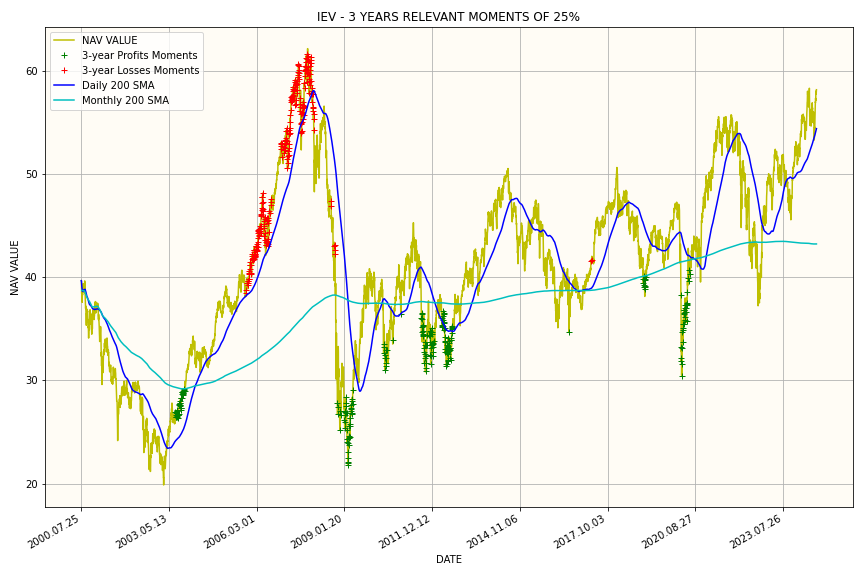 IEV - 3 YEARS RELEVANT MOMENTS OF 25%
NAV VALUE
3-year Profits Moments
3-year Losses Moments
Daily 200 SMA
Monthly 200 SMA
NAV VALUE
60
50
40
30
20
2000.07.25
2003.05.13
2006.03.01
2009.01.20
2011.12.12
2014.11.06
2017.10.03
2020.08.27
2023.07.26
DATE